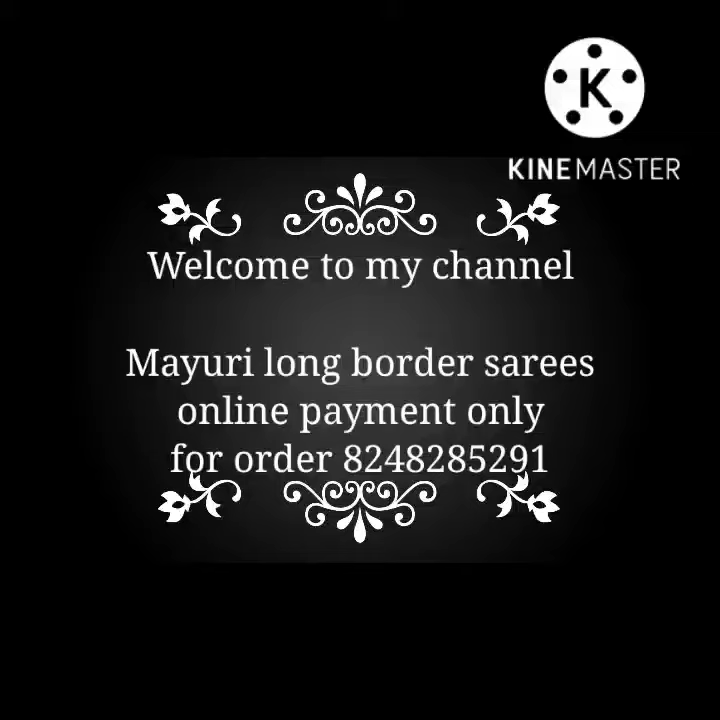 K
KINEMASTER
Welcome to my channel
Mayuri long border sarees
online payment only
for order 8248285291